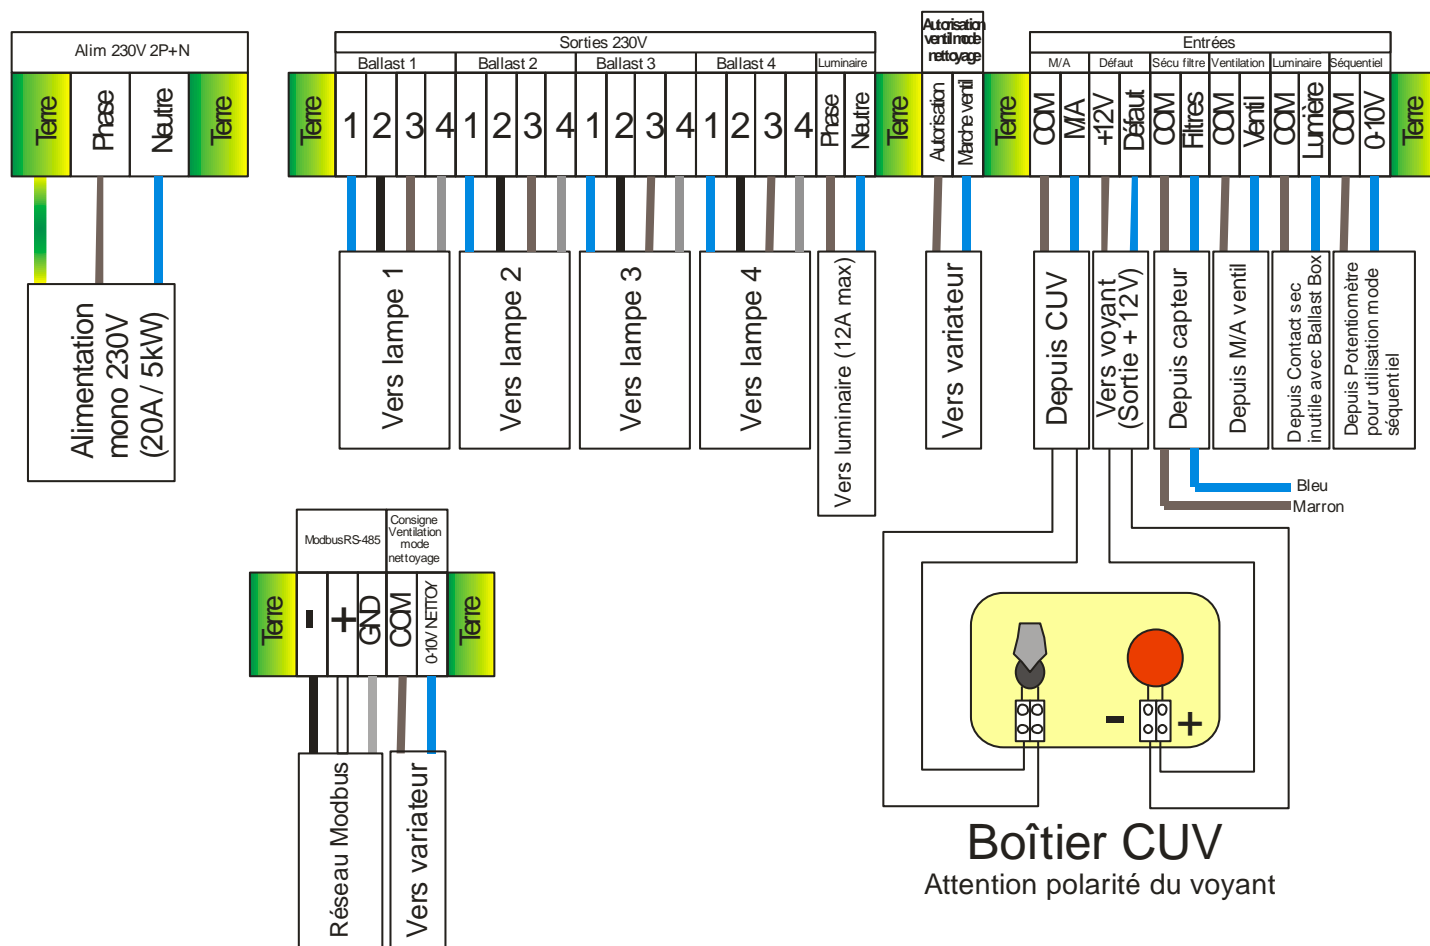 Alim 230V 2P+N
Terre
Phase
Neutre
Terre
Alimentation
mono 230V
(20A / 5kW)
Sorties 230V
Ballast 1
Ballast 2
Ballast 3
Ballast 4
Luminaire
Terre
1 2 3 4 1 2 3 4 1 2 3 4 1 2 3 4
Phase
Neutre
Terre
Vers lampe 1
Vers lampe 2
Vers lampe 3
Vers lampe 4
Vers luminaire (12A max)
Autorisation
ventil mode
nettoyage
Autorisation
Marche ventil
Terre
Vers variateur
Entrées
M/A
Défaut
Sécu filtre
Ventilation
Luminaire
Séquentiel
COM
M/A
+12V
Défaut
COM
Filtres
COM
Ventil
COM
Lumière
COM
0-10V
Terre
Depuis CUV
Vers voyant
(Sortie + 12V)
Depuis capteur
Depuis M/A ventil
Depuis Contact sec
inutile avec Ballast Box
Depuis Potentiomètre
pour utilisation mode
séquentiel
Bleu
Marron
Modbus RS-485
Consigne
Ventilation
mode
nettoyage
Terre
-
+
GND
COM
0-10V NETTOY
Terre
Réseau Modbus
Vers variateur
- +
Boîtier CUV
Attention polarité du voyant